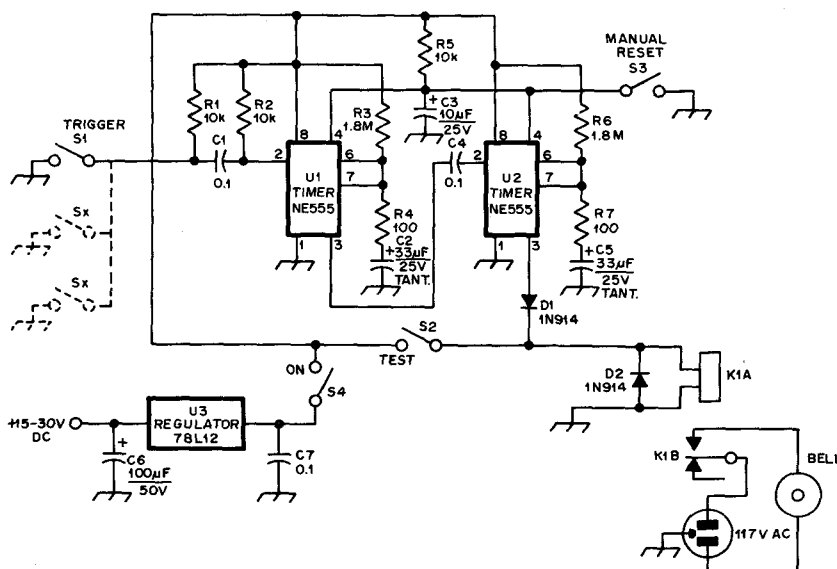 MANUAL
RESET
S3
R5
10k
R1
10k
R2
10k
R3
1.8M
C3
10µF
25V
R6
1.8M
TRIGGER
S1
C1
0.1
C4
0.1
8
4
2
6
7
1
3
U1
TIMER
NE555
8
4
2
6
7
1
3
U2
TIMER
NE555
Sx
Sx
R4
100
C2
33µF
25V
TANT.
R7
100
C5
33µF
25V
TANT.
D1
1N914
S2
TEST
ON
S4
D2
1N914
K1A
+15-30V
DC
U3
REGULATOR
78L12
C6
100µF
50V
C7
0.1
K1B
117V AC